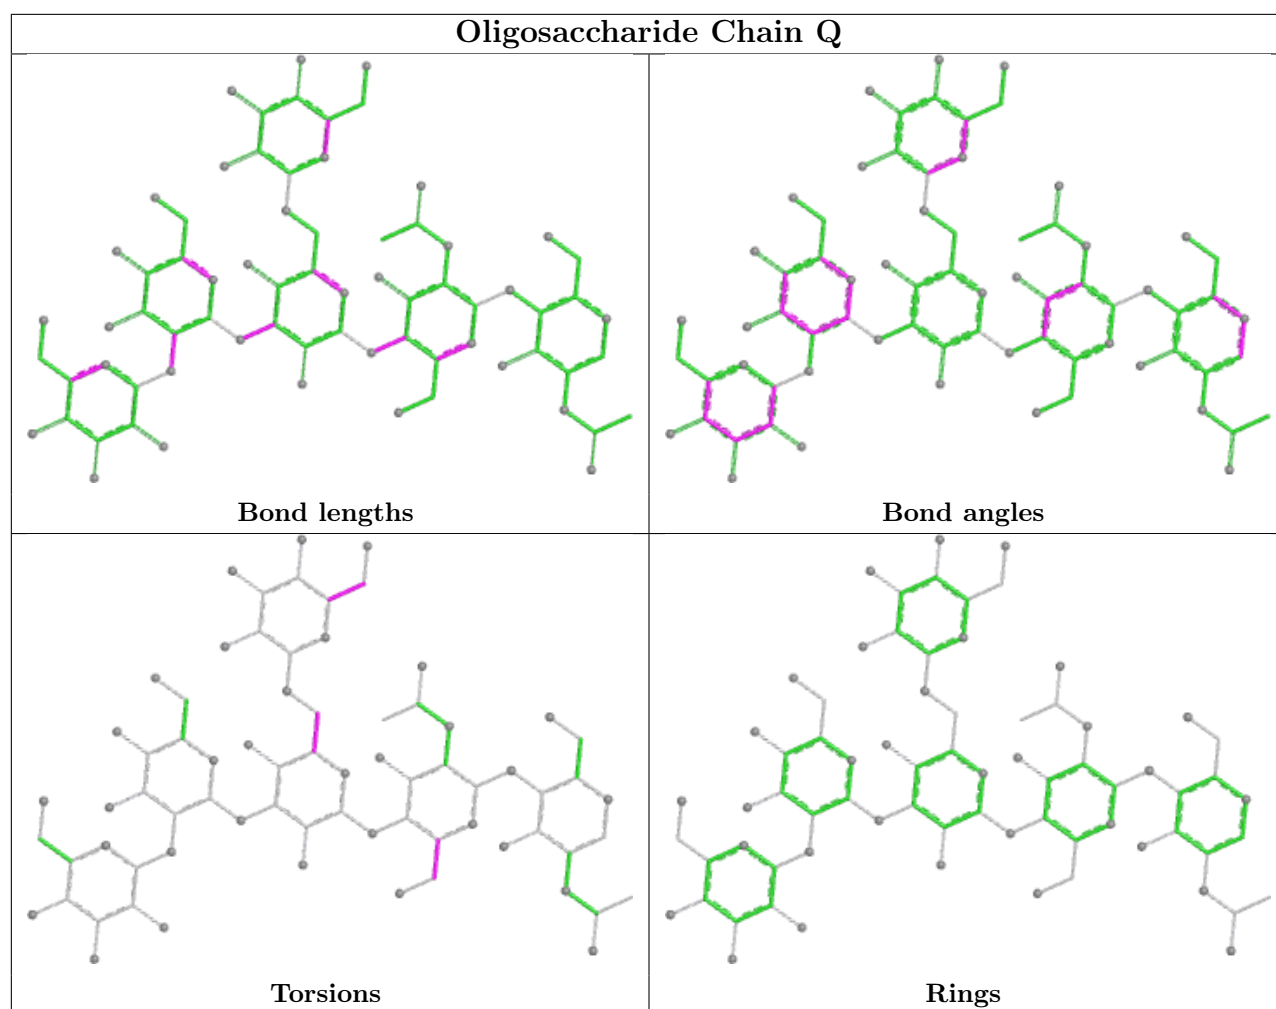 Oligosaccharide Chain Q
Bond lengths
Bond angles
Torsions
Rings